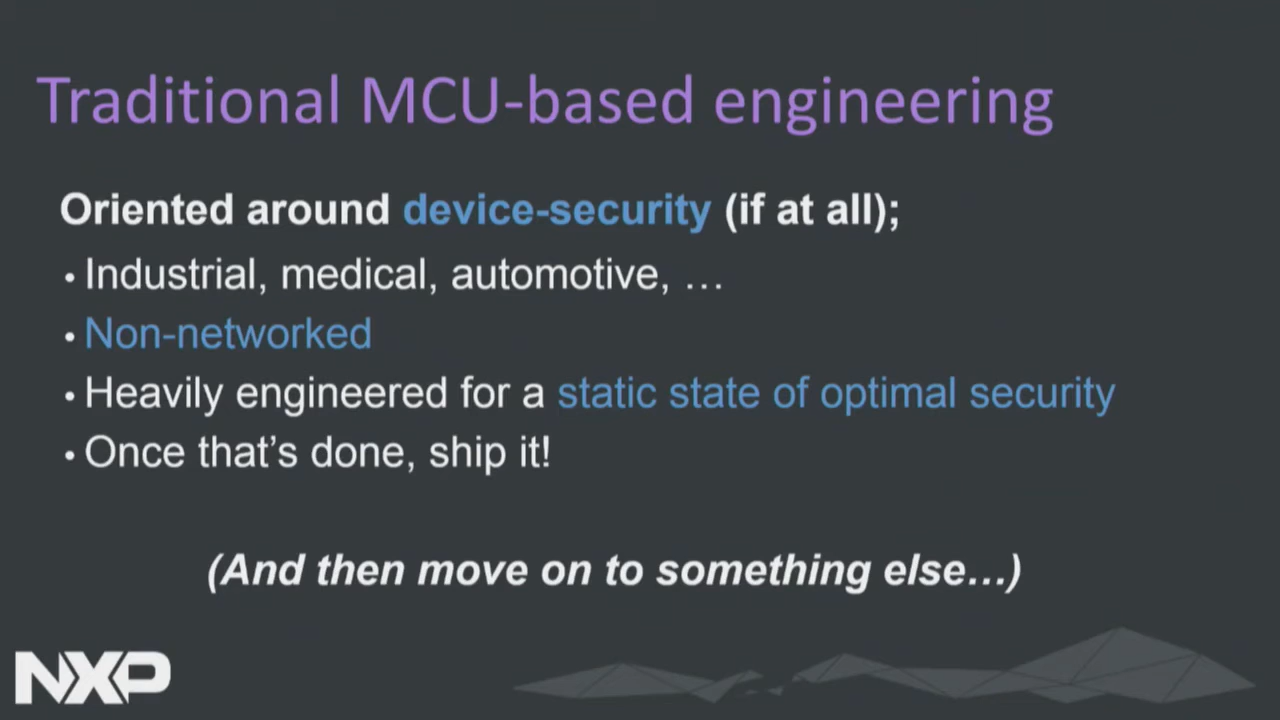 Traditional MCU-based engineering
Oriented around device-security (if at all);
• Industrial, medical, automotive, …
• Non-networked
• Heavily engineered for a static state of optimal security
• Once that’s done, ship it!
(And then move on to something else…)
NXP